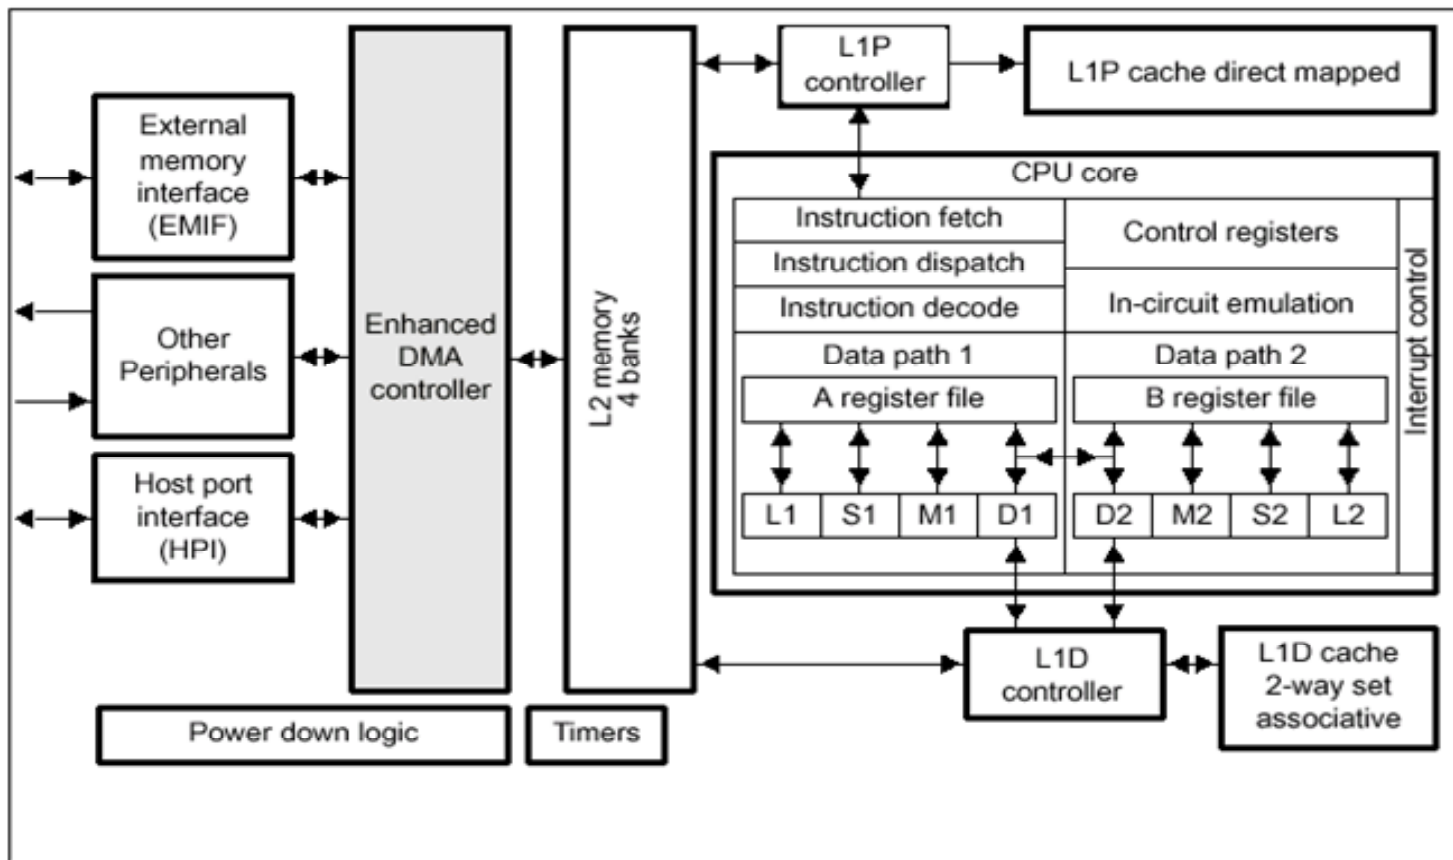 L1P
controller
L1P cache direct mapped
External
memory
interface
(EMIF)
Other
Peripherals
Host port
interface
(HPI)
Enhanced
DMA
controller
L2 memory
4 banks
CPU core
Instruction fetch
Instruction dispatch
Instruction decode
Control registers
In-circuit emulation
Interrupt control
Data path 1
A register file
L1 S1 M1 D1
Data path 2
B register file
D2 M2 S2 L2
L1D
controller
L1D cache
2-way set
associative
Power down logic
Timers